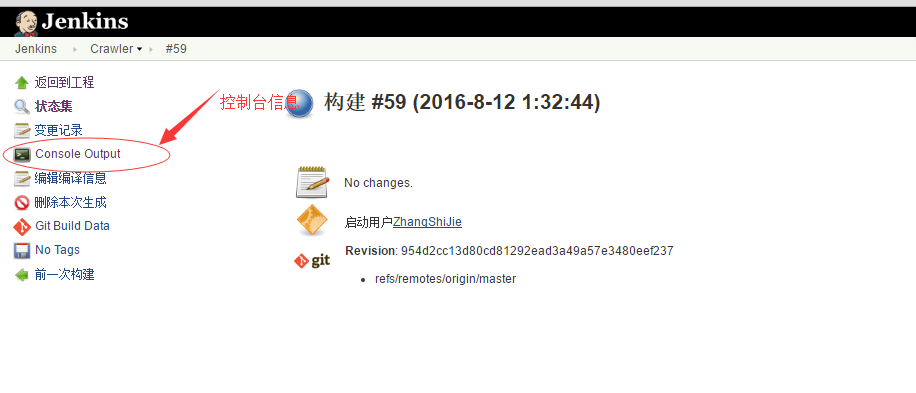 Jenkins
Jenkins Crawler #59
返回到工程
状态集
变更记录
Console Output
编辑编译信息
删除本次生成
Git Build Data
No Tags
前一次构建
控制台信息
构建 #59 (2016-8-12 1:32:44)
No changes.
启动用户ZhangShiJie
git
Revision: 954d2cc13d80cd81292ead3a49a57e3480eef237
refs/remotes/origin/master